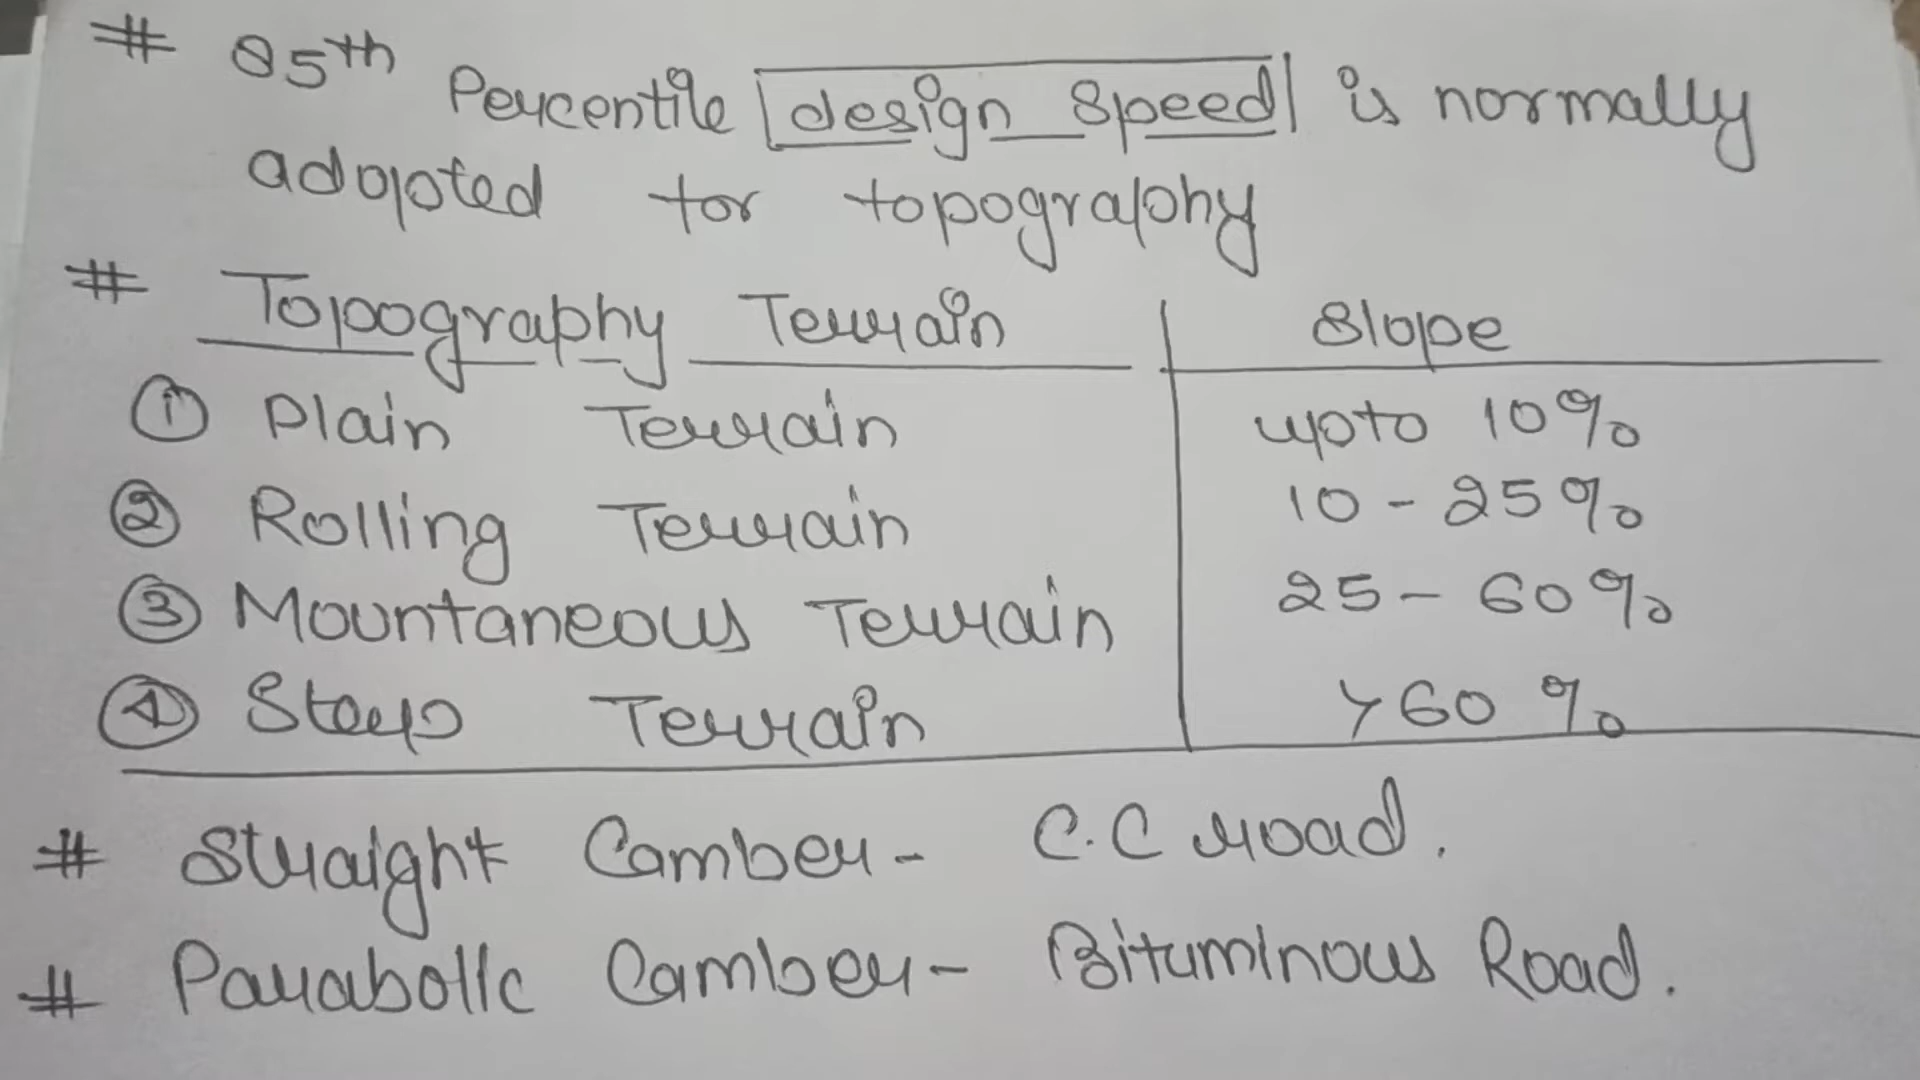 # 85th Percentile design speed is normally
adopted for topography
# Topography Terrain Slope
① Plain Terrain upto 10%
② Rolling Terrain 10 - 25%
③ Mountaneous Terrain 25 - 60%
④ Steep Terrain >60%
# Straight Camber - C.C road.
# Parabolic Camber - Bituminous Road.